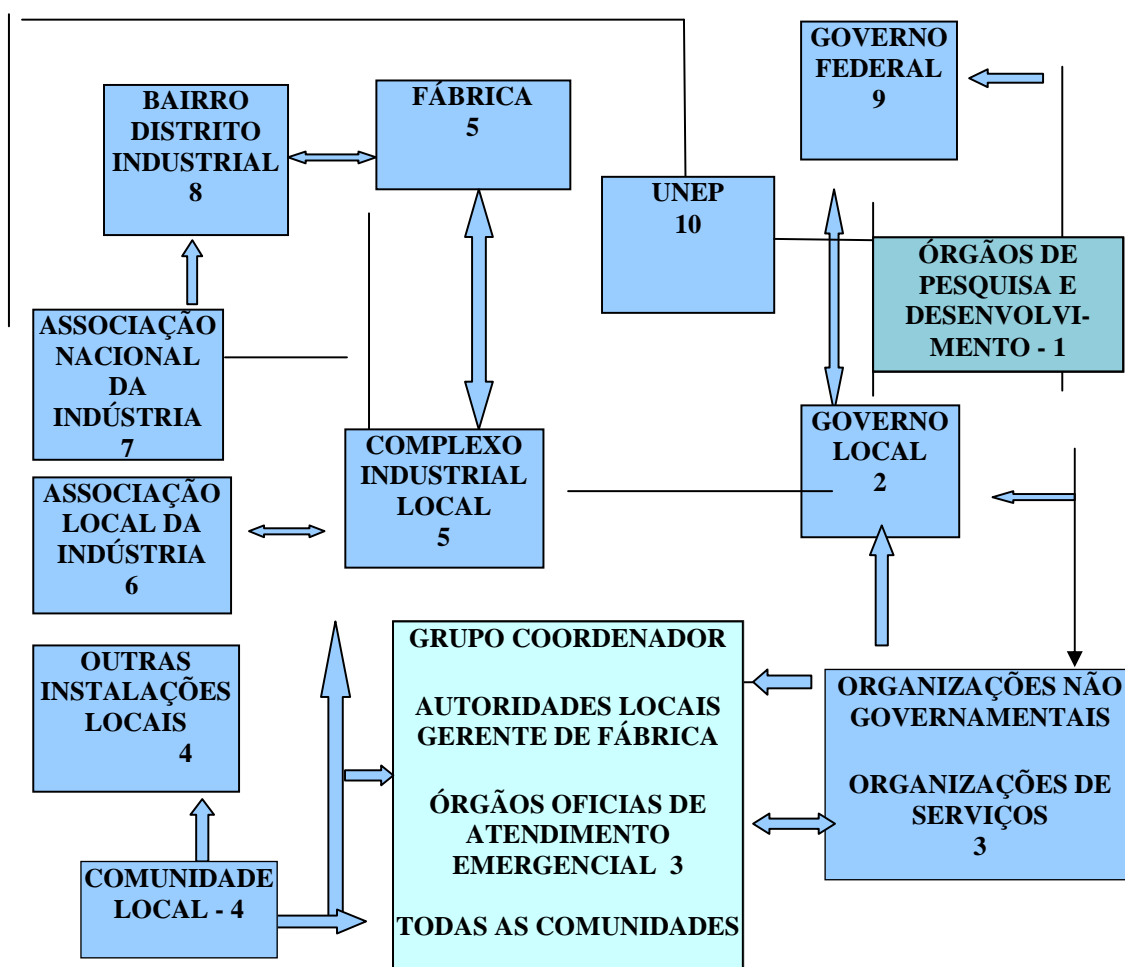 GOVERNO
FEDERAL
9
BAIRRO
DISTRITO
INDUSTRIAL
8
FÁBRICA
5
UNEP
10
ÓRGÃOS DE
PESQUISA E
DESENVOLVI-
MENTO - 1
ASSOCIAÇÃO
NACIONAL
DA
INDÚSTRIA
7
COMPLEXO
INDUSTRIAL
LOCAL
5
GOVERNO
LOCAL
2
ASSOCIAÇÃO
LOCAL DA
INDÚSTRIA
6
OUTRAS
INSTALAÇÕES
LOCAIS
4
GRUPO COORDENADOR
AUTORIDADES LOCAIS
GERENTE DE FÁBRICA
ÓRGÃOS OFICIAS DE
ATENDIMENTO
EMERGENCIAL 3
TODAS AS COMUNIDADES
ORGANIZAÇÕES NÃO
GOVERNAMENTAIS
ORGANIZAÇÕES DE
SERVIÇOS
3
COMUNIDADE
LOCAL - 4